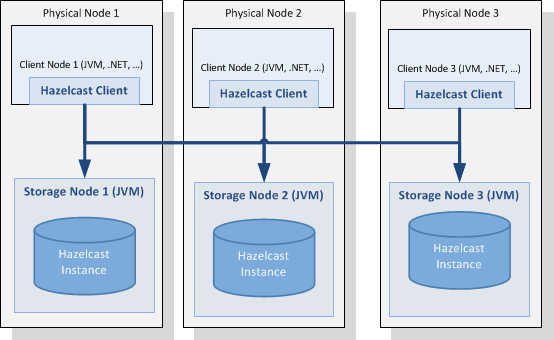 Physical Node 1
Physical Node 2
Physical Node 3
Client Node 1 (JVM, .NET, ...)
Client Node 2 (JVM, .NET, ...)
Client Node 3 (JVM, .NET, ...)
Hazelcast Client
Hazelcast Client
Hazelcast Client
Storage Node 1 (JVM)
Storage Node 2 (JVM)
Storage Node 3 (JVM)
Hazelcast
Instance
Hazelcast
Instance
Hazelcast
Instance